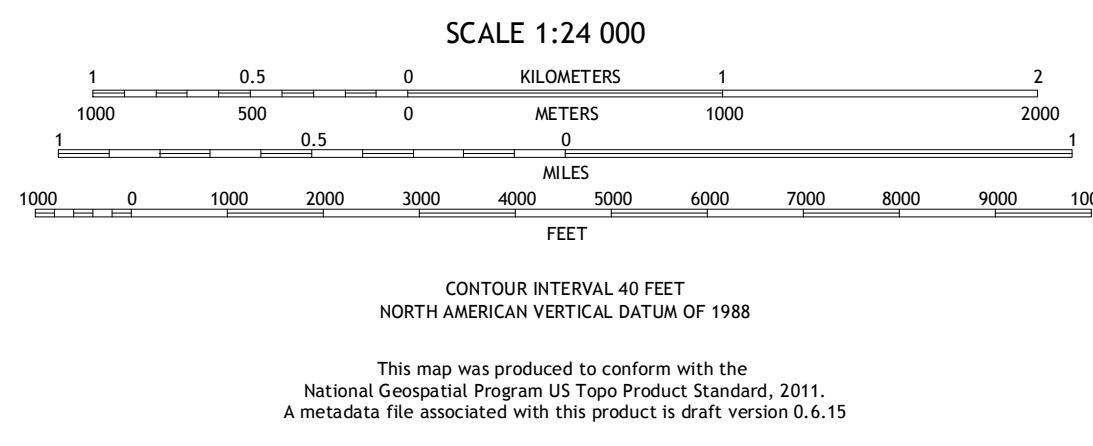 SCALE 1:24 000
1 0.5 0 KILOMETERS 1 2
1000 500 0 METERS 1000 2000
1 0.5 0 1
MILES
1000 0 1000 2000 3000 4000 5000 6000 7000 8000 9000
FEET
CONTOUR INTERVAL 40 FEET
NORTH AMERICAN VERTICAL DATUM OF 1988
This map was produced to conform with the
National Geospatial Program US Topo Product Standard, 2011.
A metadata file associated with this product is draft version 0.6.15